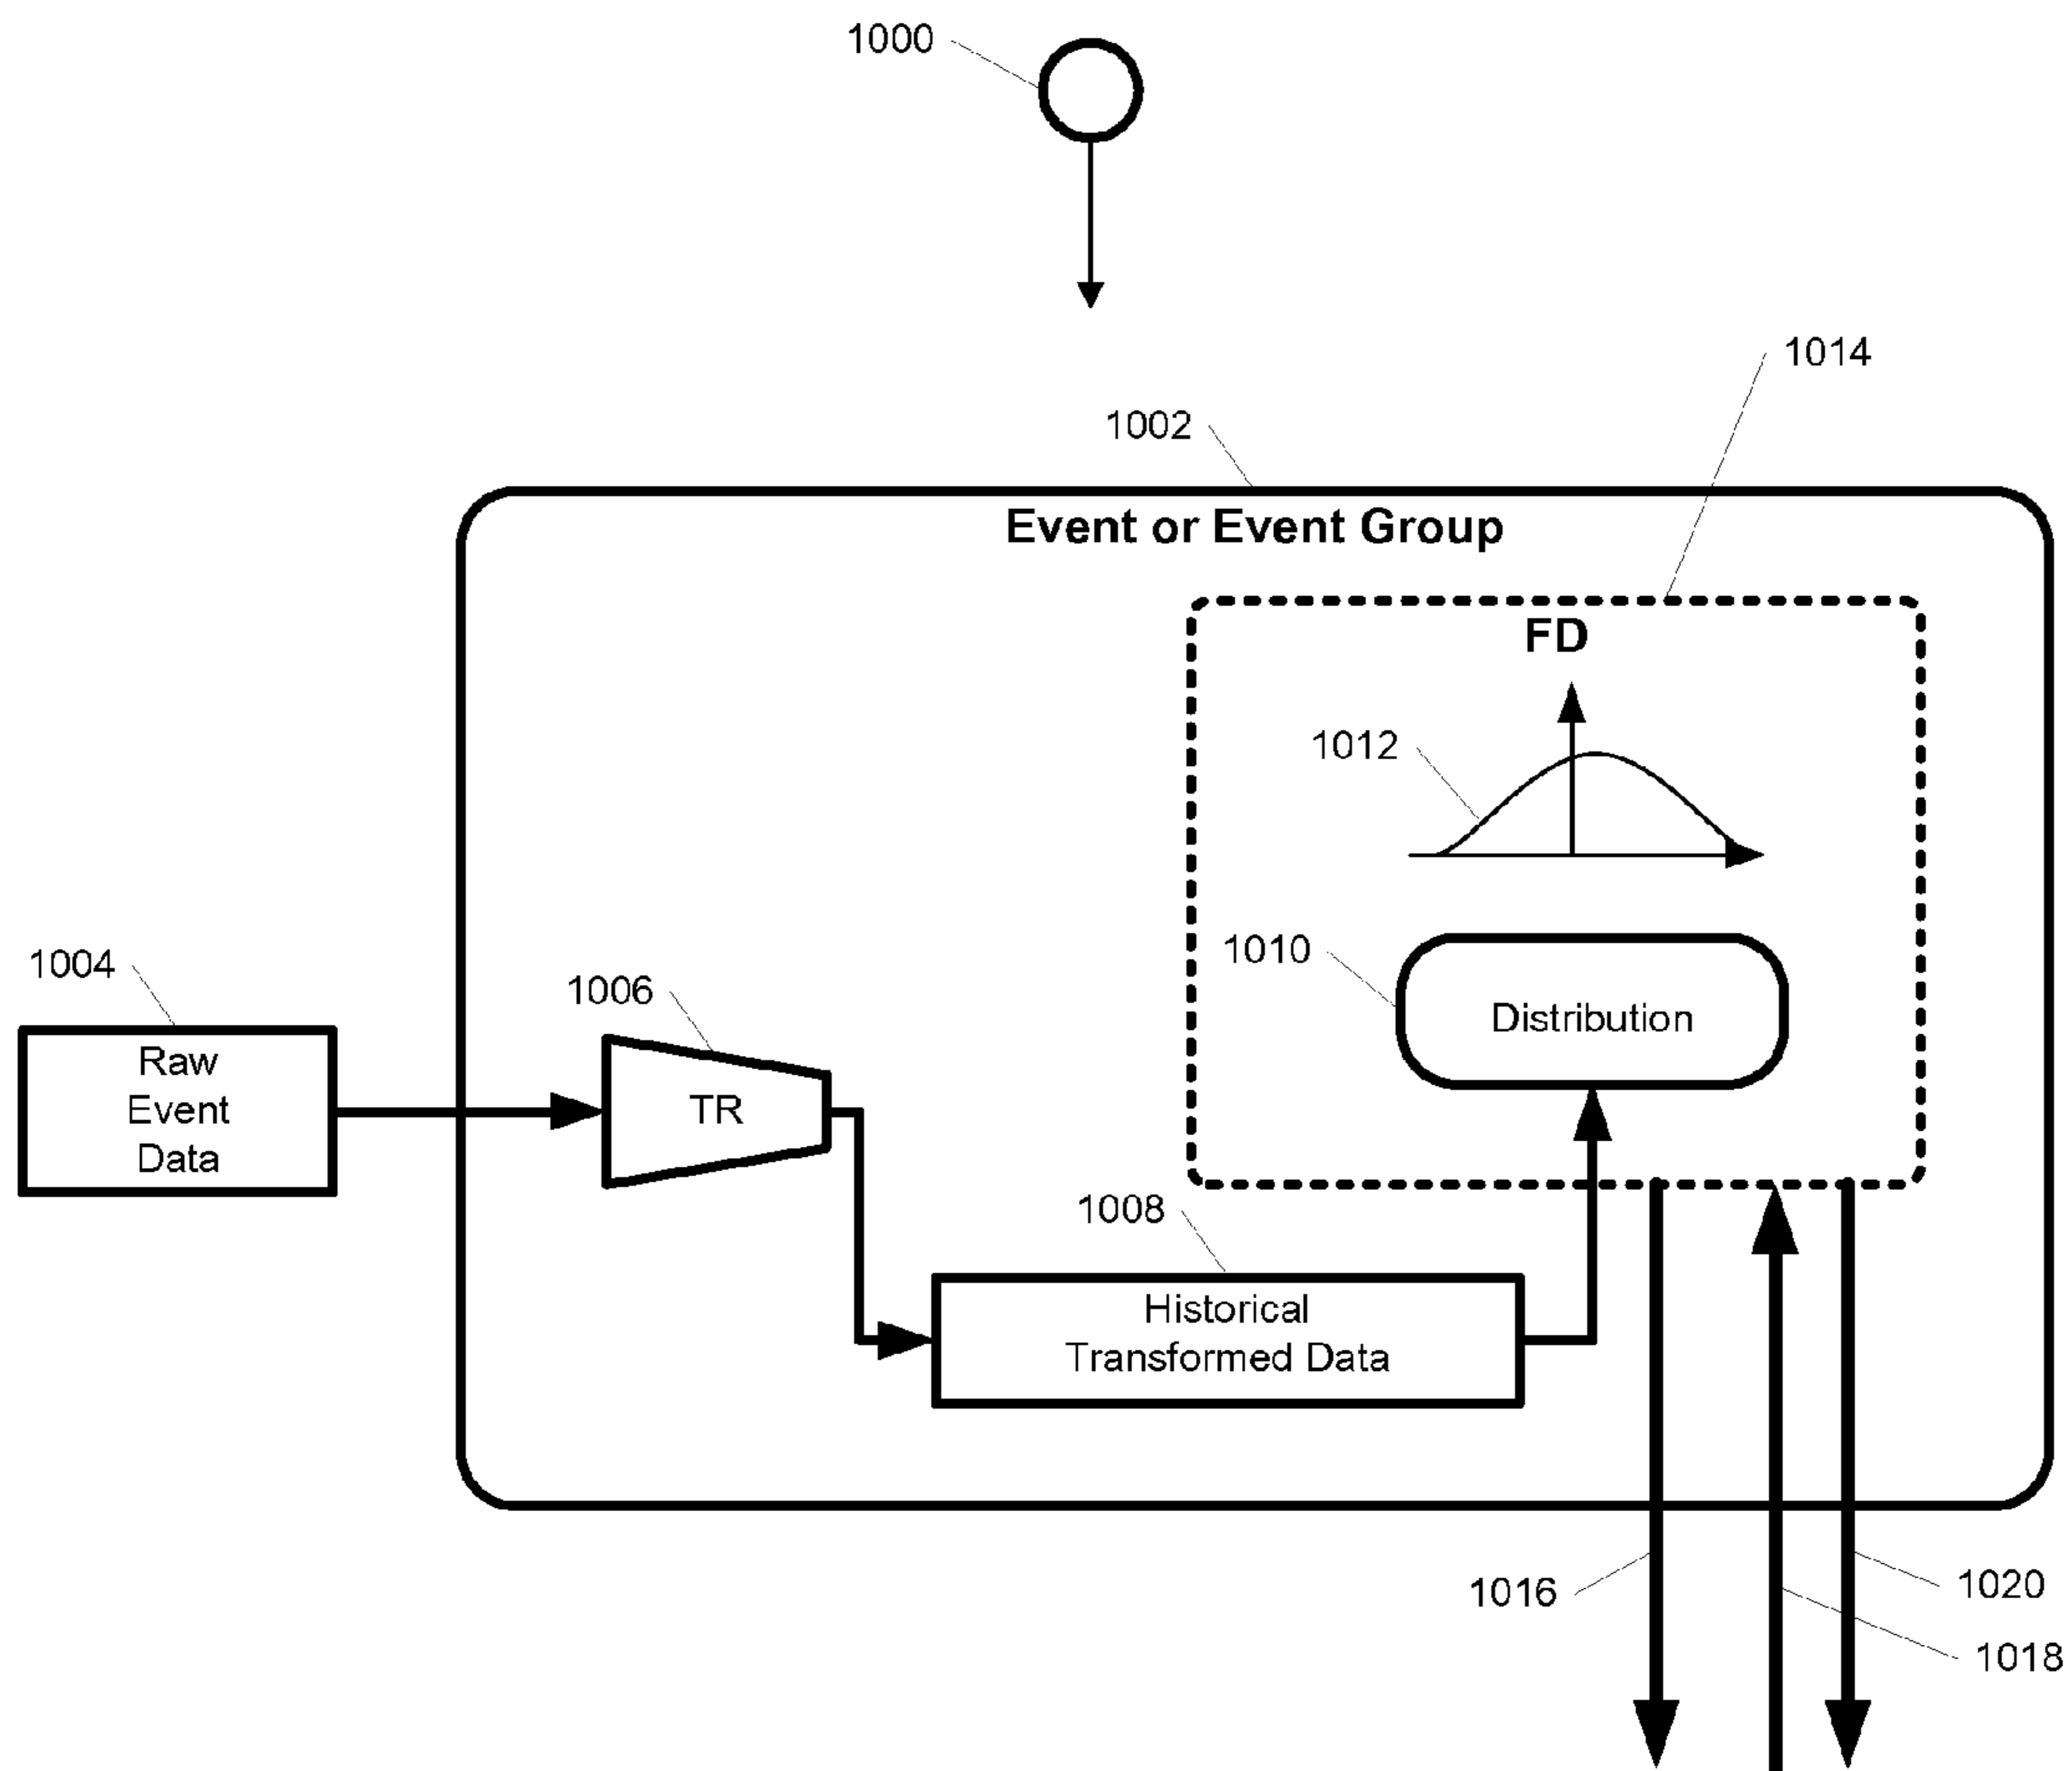 1000
1014
1002
Event or Event Group
FD
1012
1010
Distribution
1004
Raw
Event
Data
1006
TR
1008
Historical
Transformed Data
1016
1020
1018